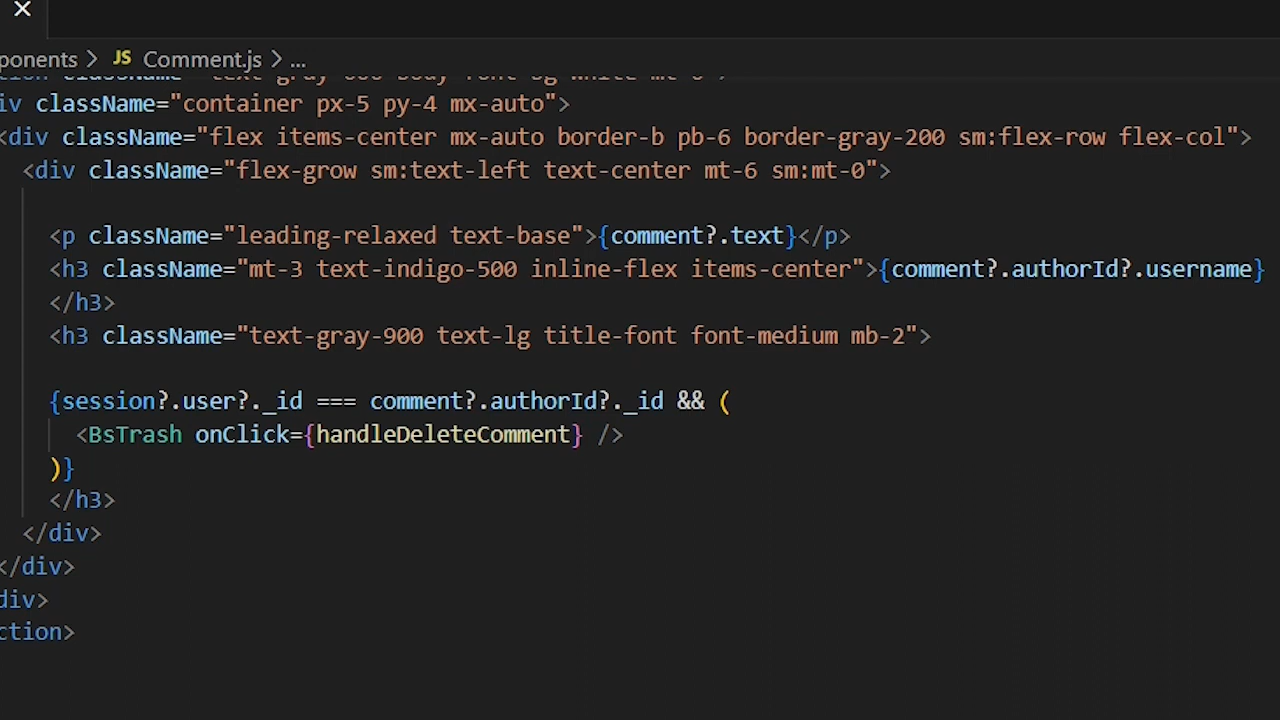 ponents > JS Comment.js > ...
iv className="container px-5 py-4 mx-auto">
<div className="flex items-center mx-auto border-b pb-6 border-gray-200 sm:flex-row flex-col">
<div className="flex-grow sm:text-left text-center mt-6 sm:mt-0">
<p className="leading-relaxed text-base">{comment?.text}</p>
<h3 className="mt-3 text-indigo-500 inline-flex items-center">{comment?.authorId?.username}
</h3>
<h3 className="text-gray-900 text-lg title-font font-medium mb-2">
{session?.user?._id === comment?.authorId?._id && (
<BsTrash onClick={handleDeleteComment} />
)}
</h3>
</div>
</div>
div>
ction>